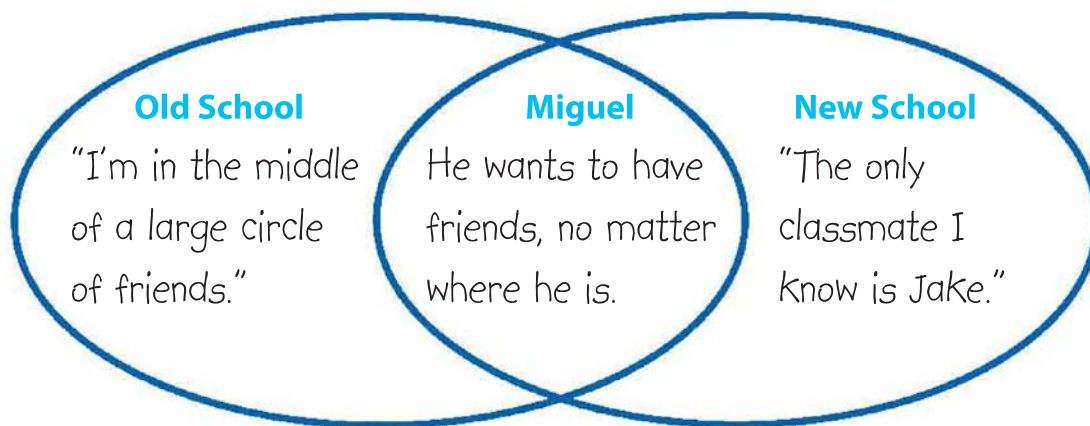 Old School
"I'm in the middle
of a large circle
of friends."
Miguel
He wants to have
friends, no matter
where he is.
New School
"The only
classmate I
know is Jake."